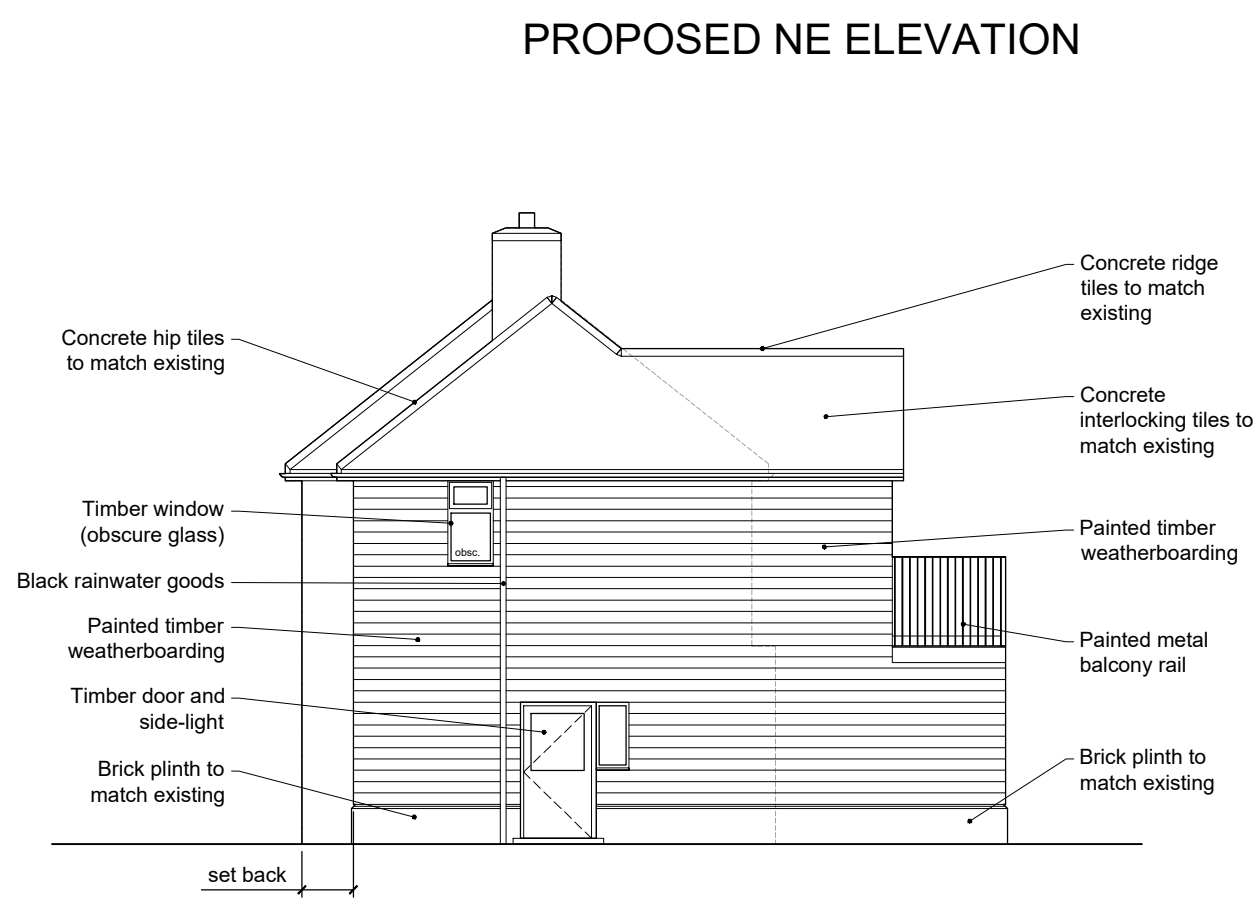 PROPOSED NE ELEVATION
Concrete hip tiles
to match existing
Timber window
(obscure glass)
Black rainwater goods
Painted timber
weatherboarding
Timber door and
side-light
Brick plinth to
match existing
set back
obsc.
Concrete ridge
tiles to match
existing
Concrete
interlocking tiles to
match existing
Painted timber
weatherboarding
Painted metal
balcony rail
Brick plinth to
match existing